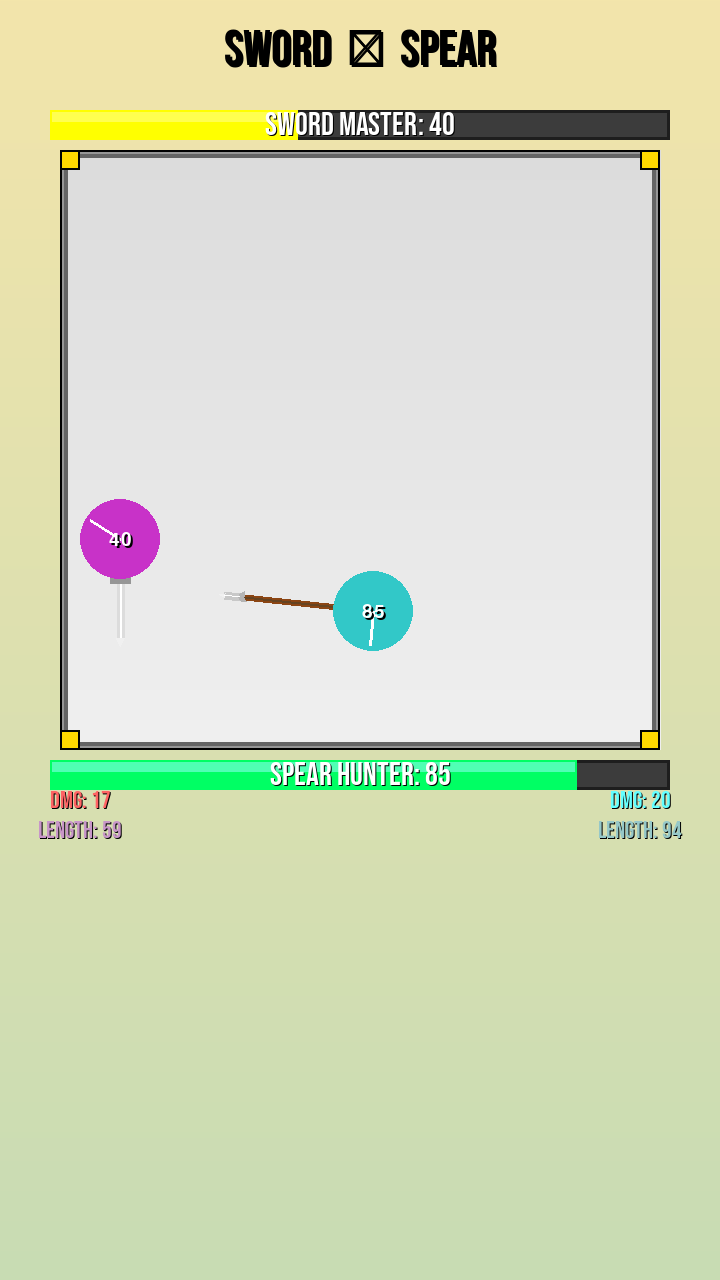 SWORD ⚔ SPEAR
SWORD MASTER: 40
40
85
SPEAR HUNTER: 85
DMG: 17
DMG: 20
LENGTH: 59
LENGTH: 94